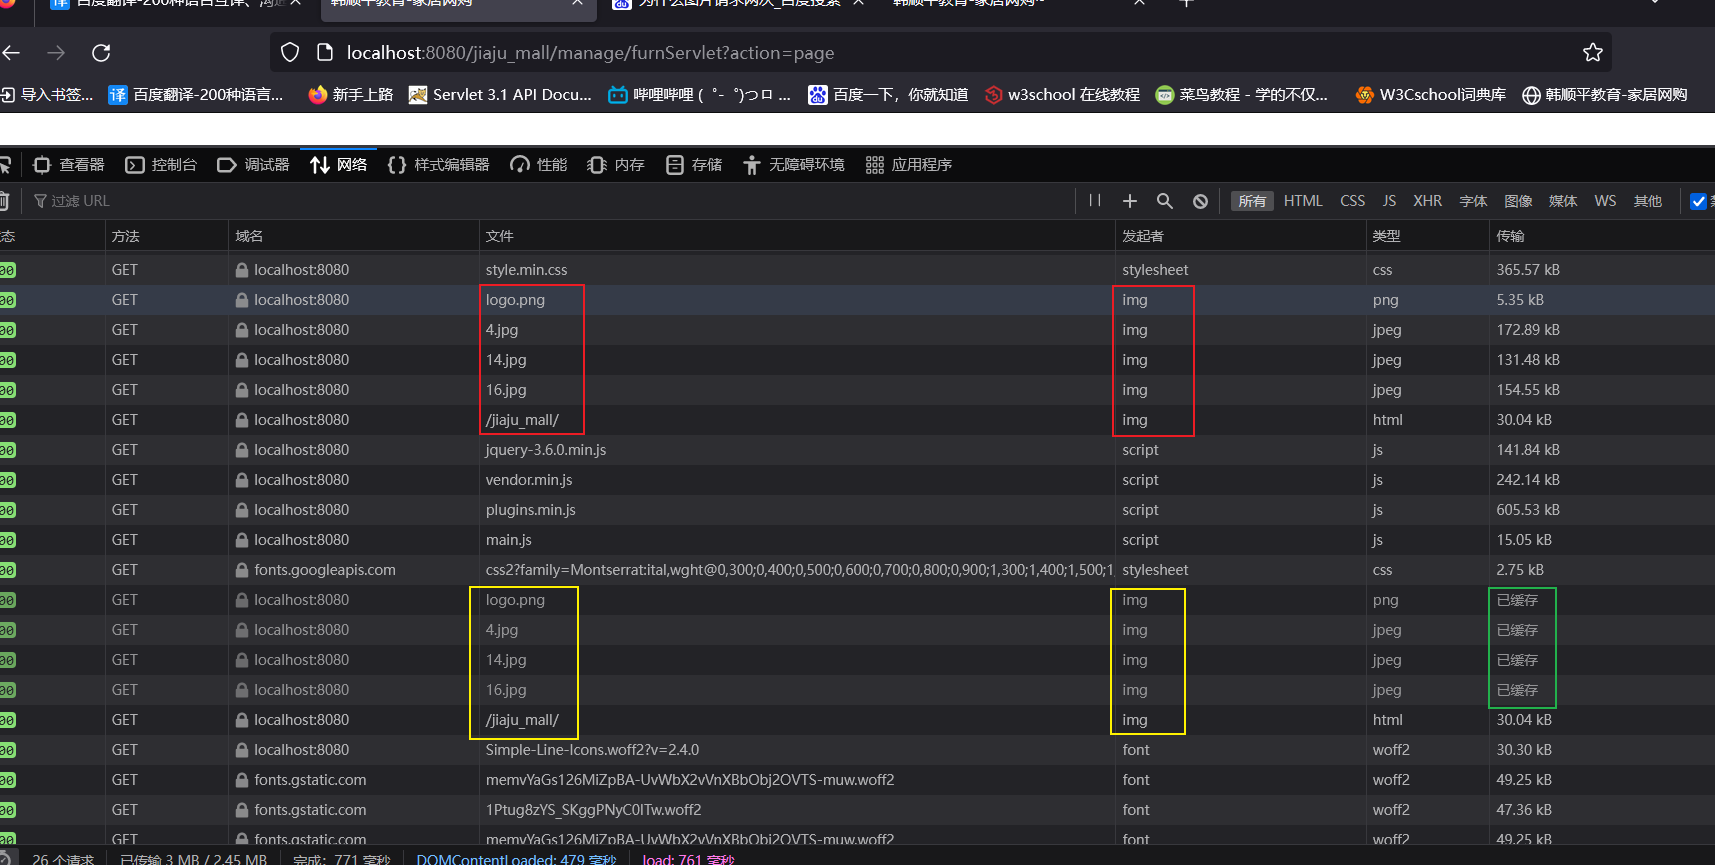 百度翻译-200种语言互译、沟通
韩顺平教育-家居网购
为什么图片请求两次_百度搜索
韩顺平教育-家居网购~
localhost:8080/jiaju_mall/manage/furnServlet?action=page
导入书签...
百度翻译-200种语言...
新手上路
Servlet 3.1 API Docu...
哔哩哔哩 (゜-゜)つロ ...
百度一下，你就知道
w3school 在线教程
菜鸟教程 - 学的不仅...
W3Cschool词典库
韩顺平教育-家居网购
查看器 控制台 调试器 网络 样式编辑器 性能 内存 存储 无障碍环境 应用程序
过滤 URL
所有 HTML CSS JS XHR 字体 图像 媒体 WS 其他
态 方法 域名 文件 发起者 类型 传输
00 GET localhost:8080 style.min.css stylesheet css 365.57 kB
00 GET localhost:8080 logo.png img png 5.35 kB
00 GET localhost:8080 4.jpg img jpeg 172.89 kB
00 GET localhost:8080 14.jpg img jpeg 131.48 kB
00 GET localhost:8080 16.jpg img jpeg 154.55 kB
00 GET localhost:8080 /jiaju_mall/ img html 30.04 kB
00 GET localhost:8080 jquery-3.6.0.min.js script js 141.84 kB
00 GET localhost:8080 vendor.min.js script js 242.14 kB
00 GET localhost:8080 plugins.min.js script js 605.53 kB
00 GET localhost:8080 main.js script js 15.05 kB
00 GET fonts.googleapis.com css2?family=Montserrat:ital,wght@0,300;0,400;0,500;0,600;0,700;0,800;0,900;1,300;1,400;1,500;1, stylesheet css 2.75 kB
00 GET localhost:8080 logo.png img png 已缓存
00 GET localhost:8080 4.jpg img jpeg 已缓存
00 GET localhost:8080 14.jpg img jpeg 已缓存
00 GET localhost:8080 16.jpg img jpeg 已缓存
00 GET localhost:8080 /jiaju_mall/ img html 30.04 kB
00 GET localhost:8080 Simple-Line-Icons.woff2?v=2.4.0 font woff2 30.30 kB
00 GET fonts.gstatic.com memvYaGs126MiZpBA-UvWbX2vVnXBbObj2OVTS-muw.woff2 font woff2 49.25 kB
00 GET fonts.gstatic.com 1Ptug8zYS_SKggPNyC0ITw.woff2 font woff2 47.36 kB
00 GET fonts.gstatic.com memvYaGs126MiZpBA-UvWbX2vVnXBbObj2OVTS-muw.woff2 font woff2 49.25 kB
26 个请求 已传输 3 MB / 2.45 MB 完成：771 毫秒 DOMContentLoaded: 479 毫秒 load: 761 毫秒